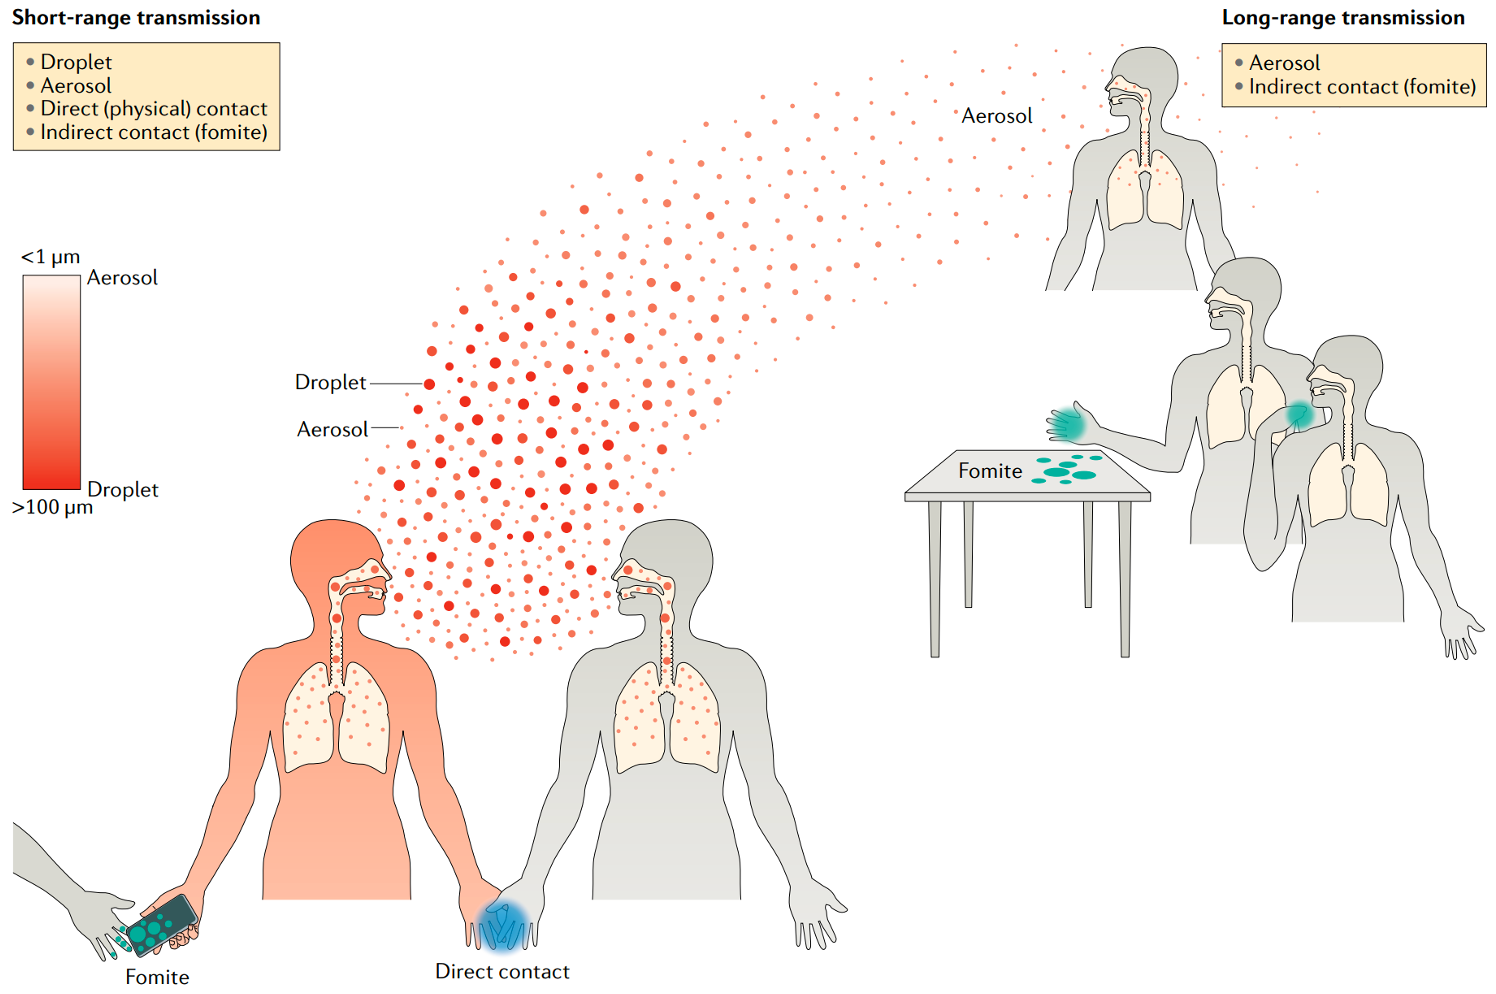 Short-range transmission
• Droplet
• Aerosol
• Direct (physical) contact
• Indirect contact (fomite)
Long-range transmission
• Aerosol
• Indirect contact (fomite)
Aerosol
<1 µm
Aerosol
Droplet
>100 µm
Droplet
Aerosol
Fomite
Fomite
Direct contact